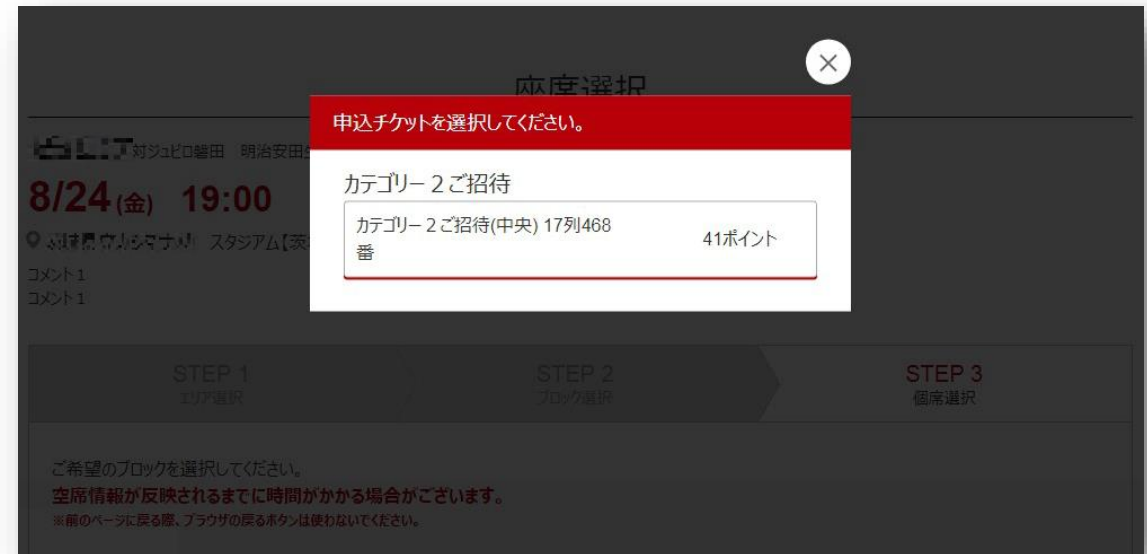 座席選択
申込チケットを選択してください。
対ジュビロ磐田 明治安田
カテゴリー２ご招待
8/24(金) 19:00
カテゴリー２ご招待(中央) 17列468
番
41ポイント
スタジアム【茨
コメント1
コメント1
STEP 1
エリア選択
STEP 2
ブロック選択
STEP 3
個席選択
ご希望のブロックを選択してください。
空席情報が反映されるまでに時間がかかる場合がございます。
※前のページに戻る際、ブラウザの戻るボタンは使わないでください。